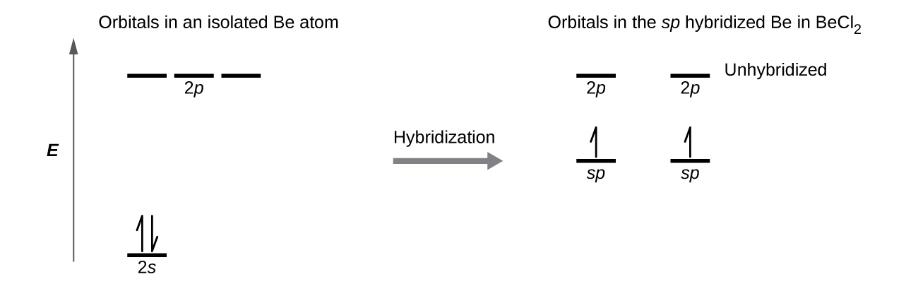 Orbitals in an isolated Be atom
Orbitals in the sp hybridized Be in BeCl₂
E
2p
2s
Hybridization
2p 2p Unhybridized
sp sp